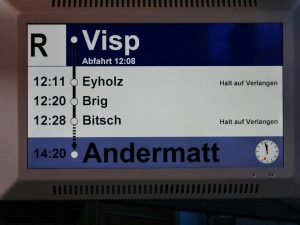 R Visp
Abfahrt 12:08
12:11 Eyholz Halt auf Verlangen
12:20 Brig
12:28 Bitsch Halt auf Verlangen
14:20 Andermatt